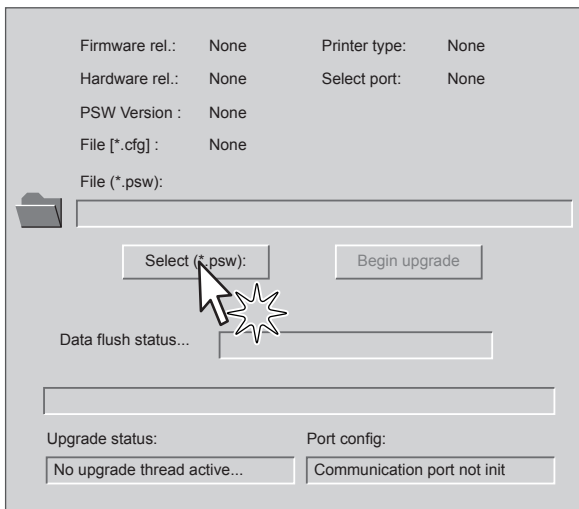 Firmware rel.: None Printer type: None
Hardware rel.: None Select port: None
PSW Version : None
File [*.cfg] : None
File (*.psw):
Select (*.psw): Begin upgrade
Data flush status...
Upgrade status: Port config:
No upgrade thread active... Communication port not init